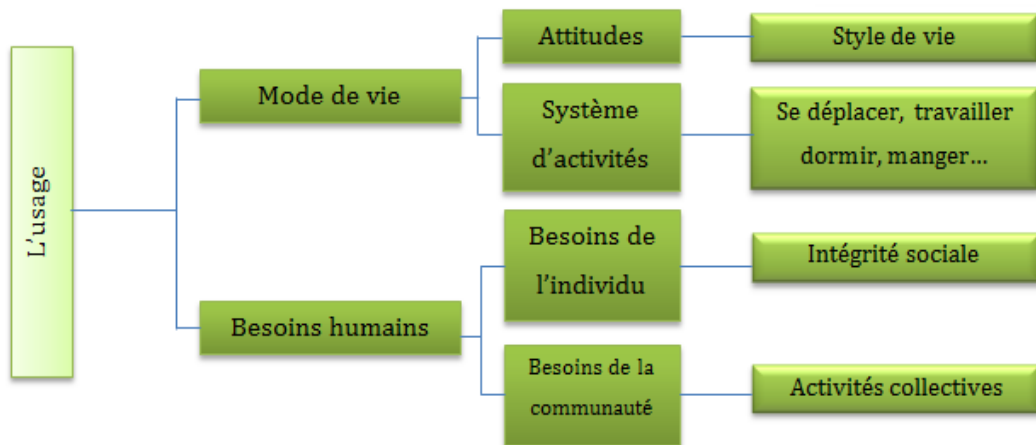 L'usage
Mode de vie
Attitudes
Style de vie
Système
d'activités
Se déplacer, travailler
dormir, manger...
Besoins humains
Besoins de
l'individu
Intégrité sociale
Besoins de la
communauté
Activités collectives